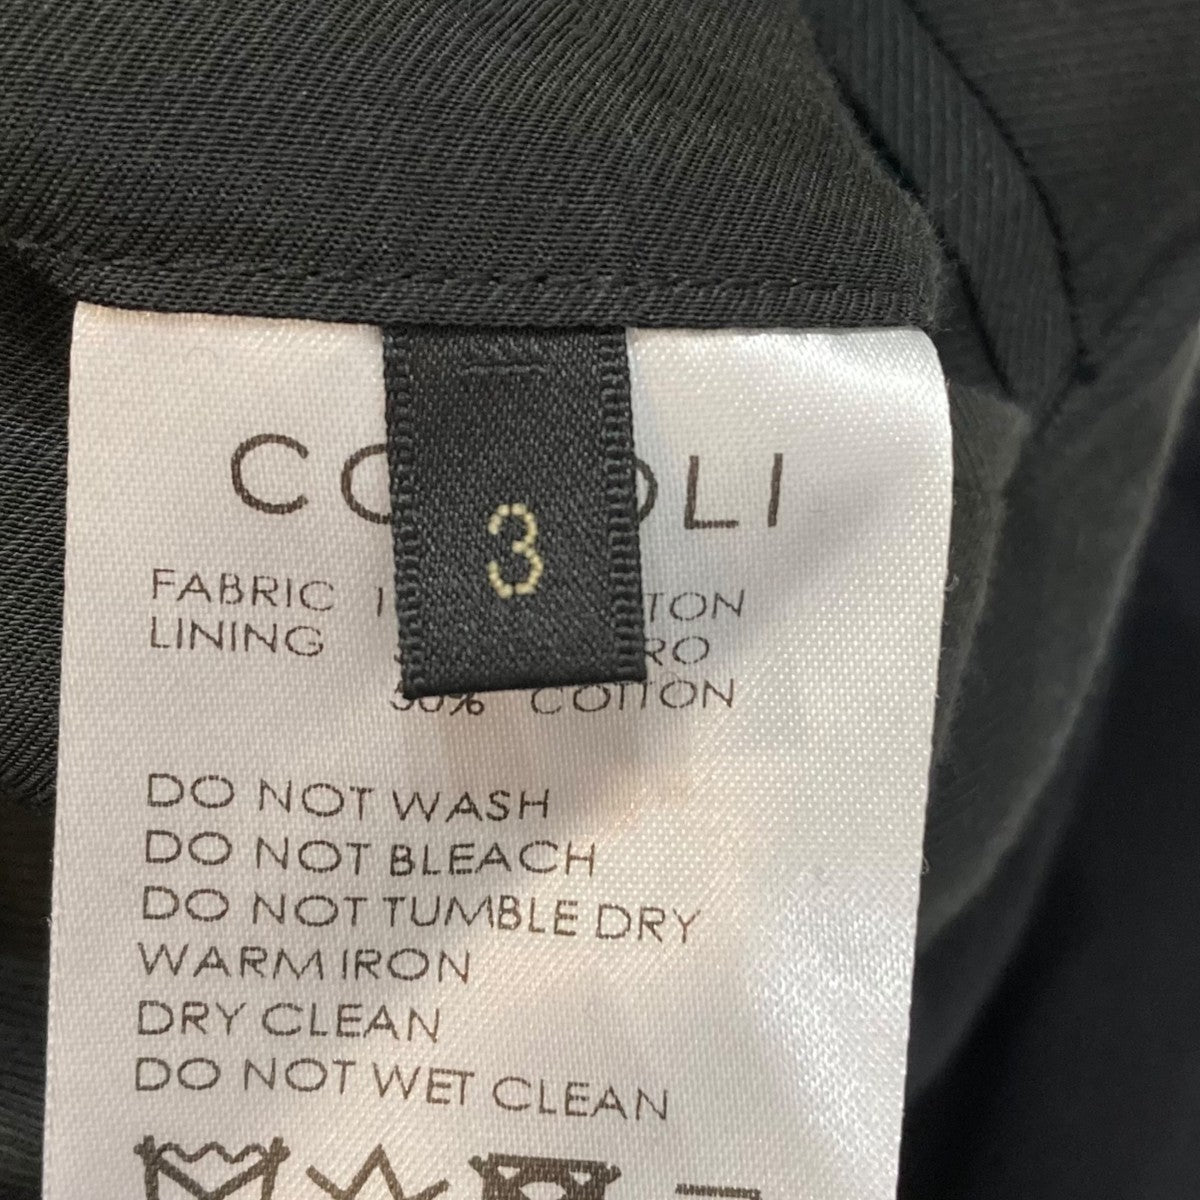 3
FABRIC
LINING
COTTON
DO NOT WASH
DO NOT BLEACH
DO NOT TUMBLE DRY
WARM IRON
DRY CLEAN
DO NOT WET CLEAN